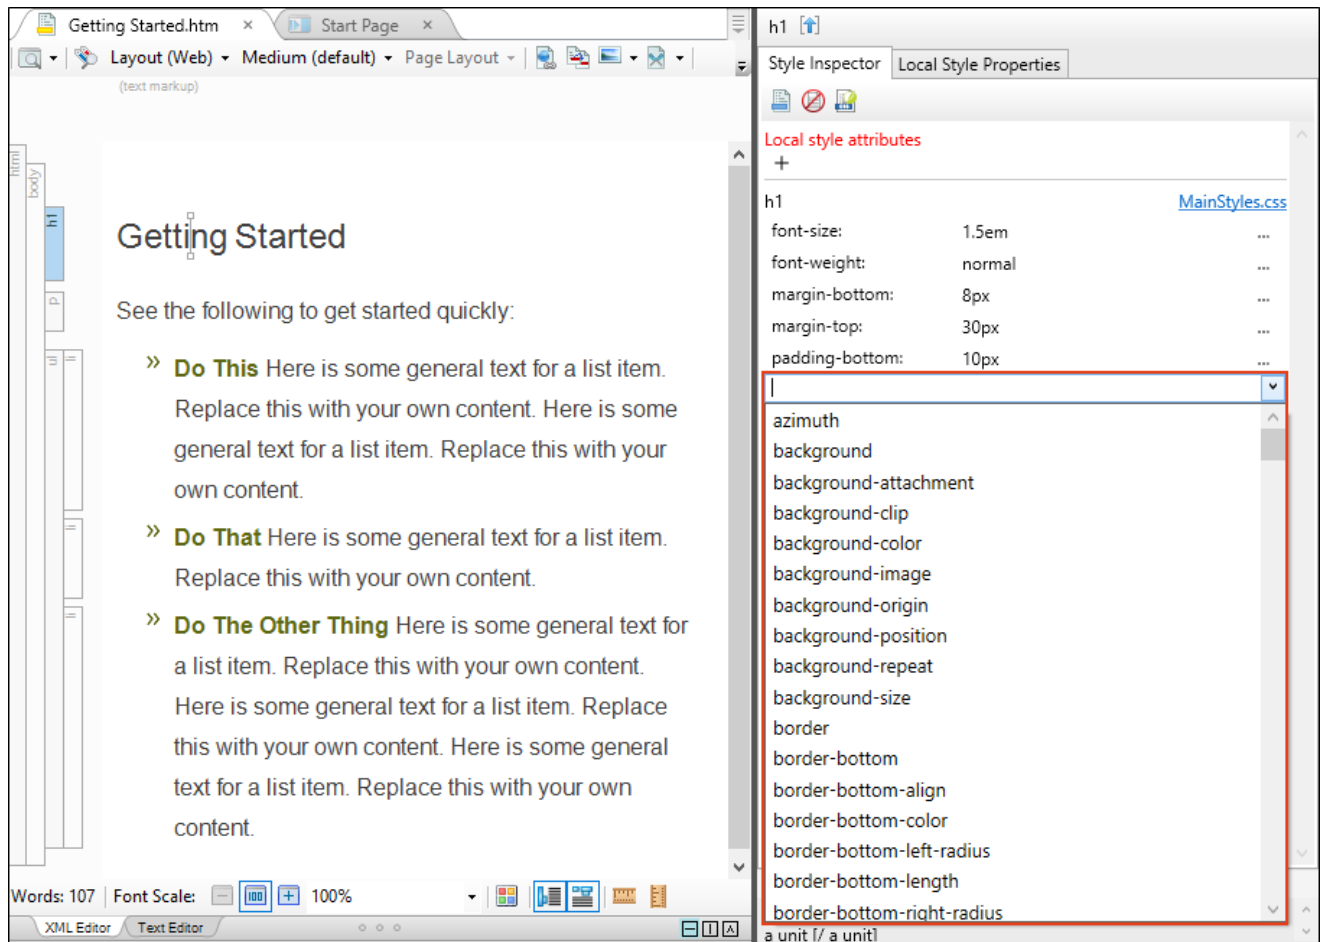 Getting Started.htm × Start Page ×
Layout (Web) Medium (default) Page Layout
(text markup)
html
body
h1
Getting Started
p
See the following to get started quickly:
ul
li
» Do This Here is some general text for a list item.
Replace this with your own content. Here is some
general text for a list item. Replace this with your
own content.
li
» Do That Here is some general text for a list item.
Replace this with your own content.
li
» Do The Other Thing Here is some general text for
a list item. Replace this with your own content.
Here is some general text for a list item. Replace
this with your own content. Here is some general
text for a list item. Replace this with your own
content.
Words: 107 Font Scale: 100 100%
XML Editor Text Editor
h1
Style Inspector Local Style Properties
Local style attributes
+
h1 MainStyles.css
font-size: 1.5em ...
font-weight: normal ...
margin-bottom: 8px ...
margin-top: 30px ...
padding-bottom: 10px ...
azimuth
background
background-attachment
background-clip
background-color
background-image
background-origin
background-position
background-repeat
background-size
border
border-bottom
border-bottom-align
border-bottom-color
border-bottom-left-radius
border-bottom-length
border-bottom-right-radius
a unit [/ a unit]